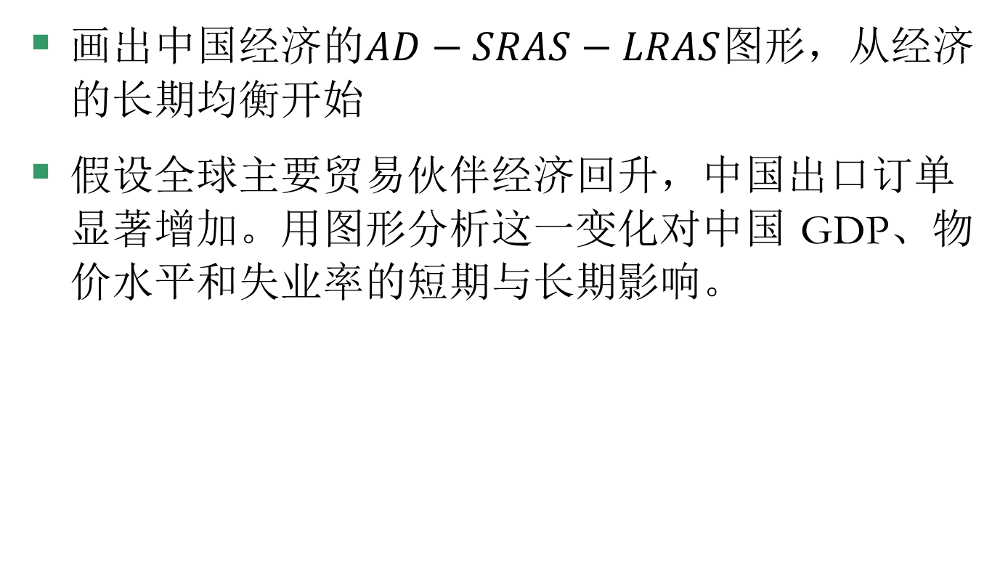 画出中国经济的AD − SRAS − LRAS图形，从经济
的长期均衡开始
假设全球主要贸易伙伴经济回升，中国出口订单
显著增加。用图形分析这一变化对中国 GDP、物
价水平和失业率的短期与长期影响。